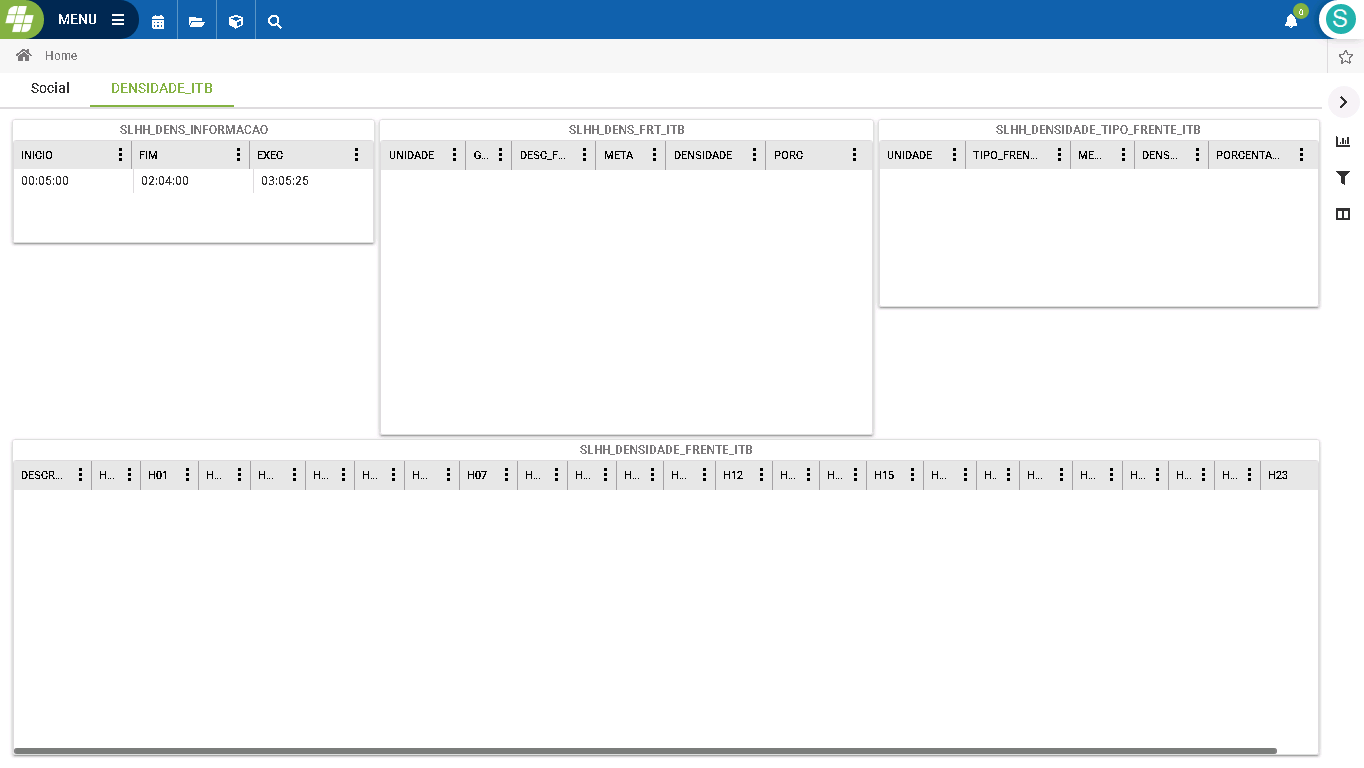 MENU
0
S
Home
Social DENSIDADE_ITB
SLHH_DENS_INFORMACAO
INICIO FIM EXEC
00:05:00 02:04:00 03:05:25
SLHH_DENS_FRT_ITB
UNIDADE G... DESC_F... META DENSIDADE PORC
SLHH_DENSIDADE_TIPO_FRENTE_ITB
UNIDADE TIPO_FREN... ME... DENS... PORCENTA...
SLHH_DENSIDADE_FRENTE_ITB
DESCR... H... H01 H... H... H... H... H... H07 H... H... H... H... H12 H... H... H15 H... H.. H... H... H... H... H... H23